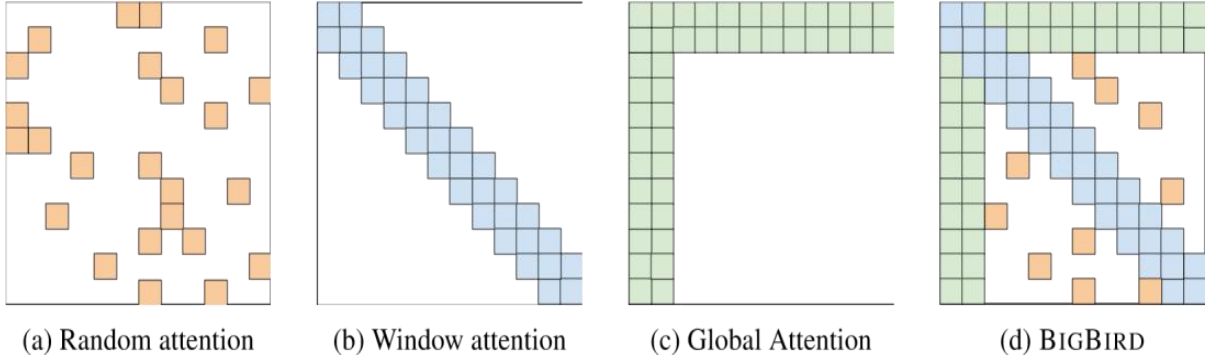 (a) Random attention
(b) Window attention
(c) Global Attention
(d) BIGBIRD